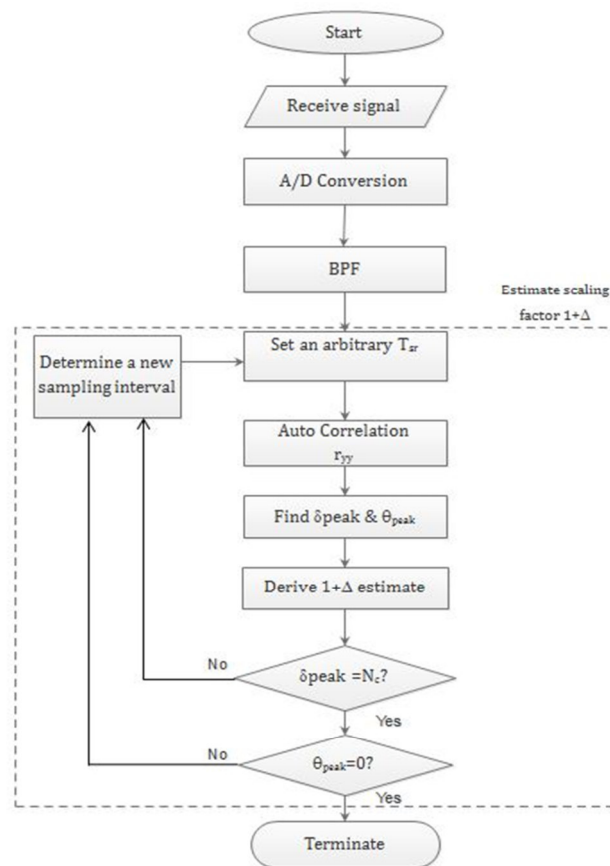 Start
Receive signal
A/D Conversion
BPF
Estimate scaling
factor 1+Δ
Set an arbitrary Tsr
Determine a new
sampling interval
Auto Correlation
ryy
Find δpeak & θpeak
Derive 1+Δ estimate
No
δpeak =Nc?
Yes
No
θpeak=0?
Yes
Terminate